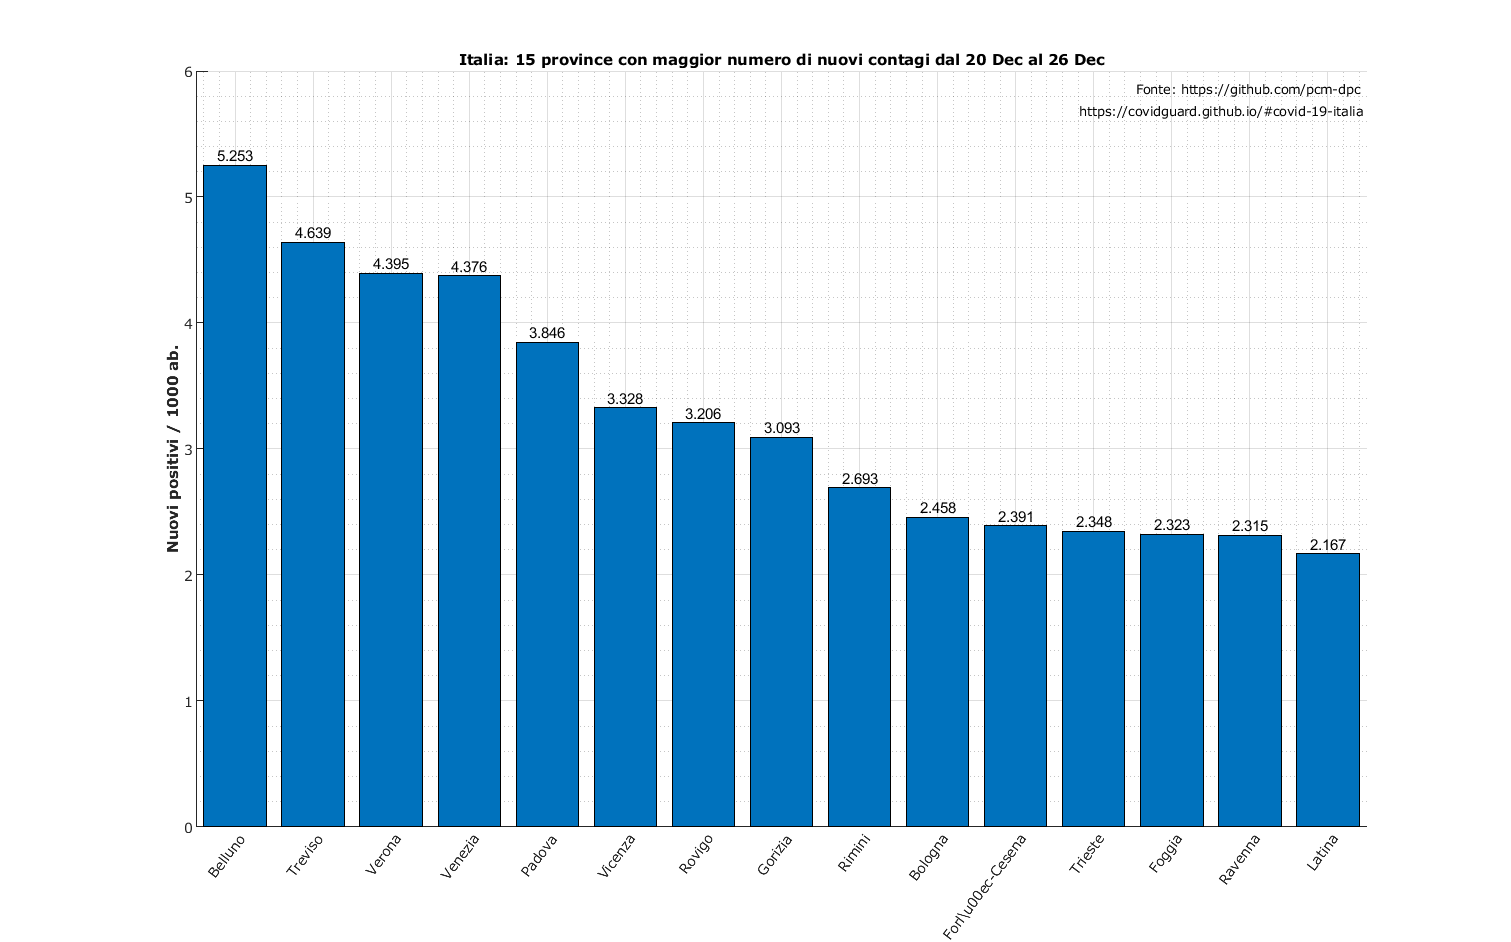 Italia: 15 province con maggior numero di nuovi contagi dal 20 Dec al 26 Dec
Fonte: https://github.com/pcm-dpc
https://covidguard.github.io/#covid-19-italia
Nuovi positivi / 1000 ab.
6
5
4
3
2
1
0
5.253
4.639
4.395
4.376
3.846
3.328
3.206
3.093
2.693
2.458
2.391
2.348
2.323
2.315
2.167
Belluno
Treviso
Verona
Venezia
Padova
Vicenza
Rovigo
Gorizia
Rimini
Bologna
Forl\u00ec-Cesena
Trieste
Foggia
Ravenna
Latina